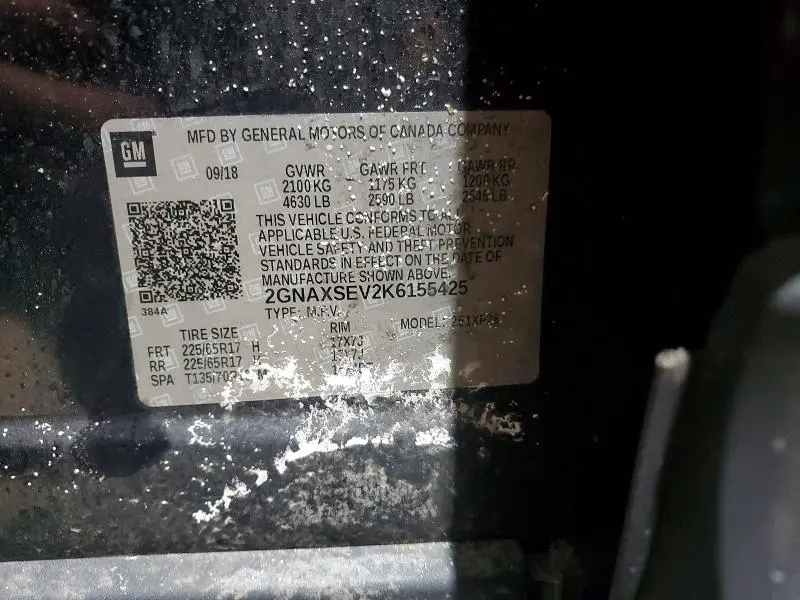 MFD BY GENERAL MOTORS OF CANADA COMPANY
GM
09/18 GVWR GAWR FRT GAWR RR
2100 KG 1175 KG 1200 KG
4630 LB 2590 LB 2645 LB
THIS VEHICLE CONFORMS TO ALL
APPLICABLE U.S. FEDERAL MOTOR
VEHICLE SAFETY AND THEFT PREVENTION
STANDARDS IN EFFECT ON THE DATE OF
MANUFACTURE SHOWN ABOVE.
2GNAXSEV2K6155425
384A
TYPE: M.P.V. MODEL:
TIRE SIZE RIM
FRT 225/65R17 H 17X7J
RR 225/65R17 H
SPA